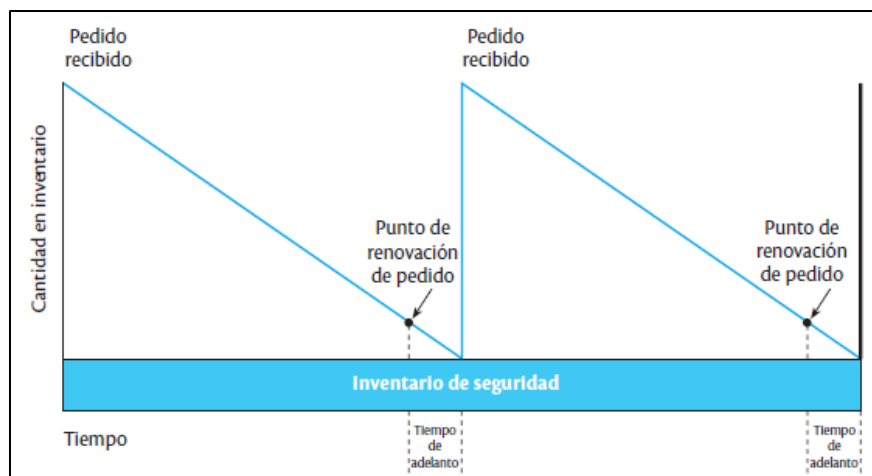 Pedido
recibido
Pedido
recibido
Cantidad en inventario
Punto de
renovación
de pedido
Punto de
renovación
de pedido
Inventario de seguridad
Tiempo
Tiempo
de
adelanto
Tiempo
de
adelanto